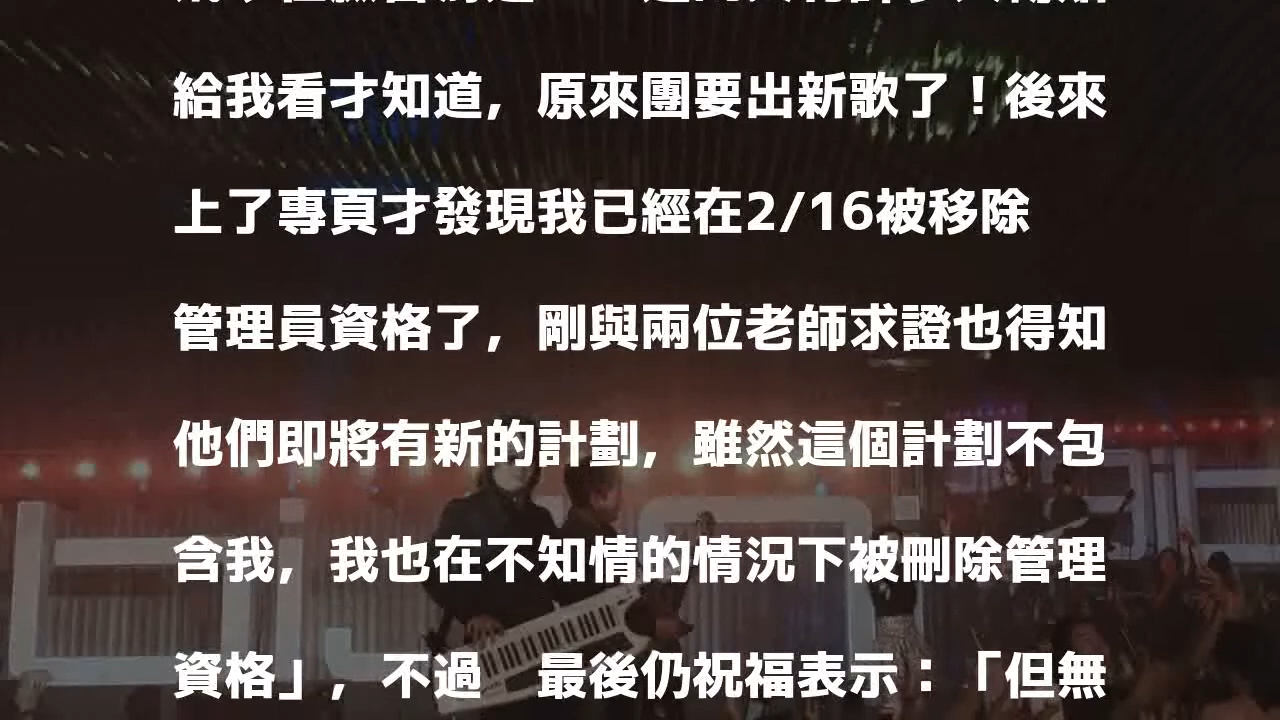 給我看才知道，原來團要出新歌了！後來
上了專頁才發現我已經在2/16被移除
管理員資格了，剛與兩位老師求證也得知
他們即將有新的計劃，雖然這個計劃不包
含我，我也在不知情的情況下被刪除管理
資格」，不過　最後仍祝福表示：「但無